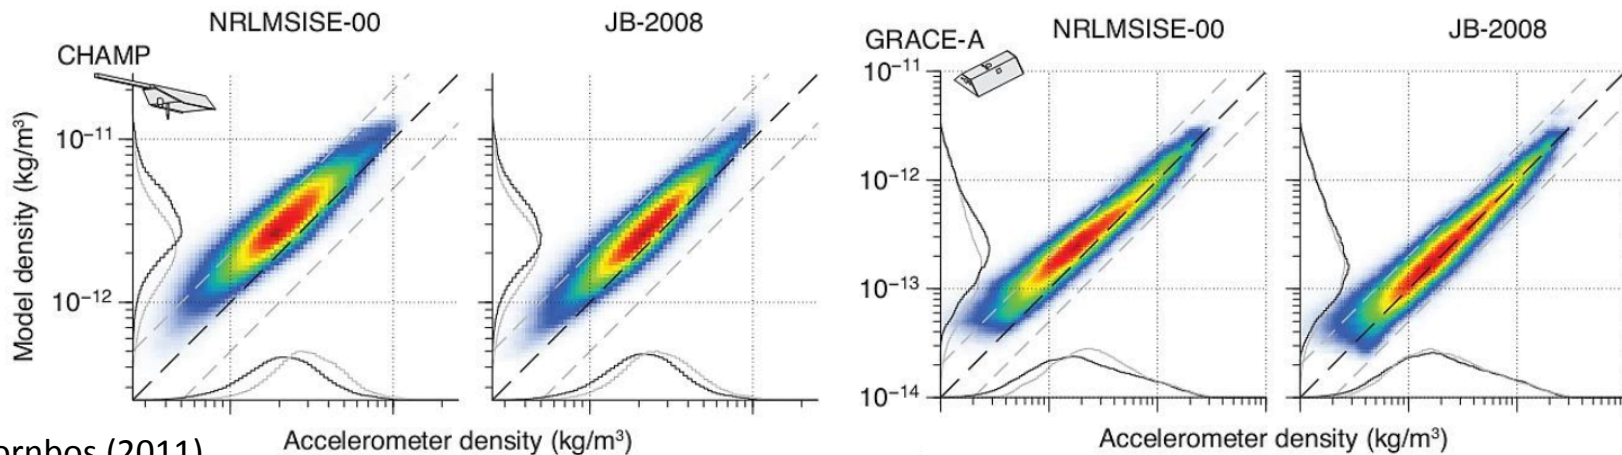 NRLMSISE-00
JB-2008
CHAMP
Model density (kg/m³)
10⁻¹¹
10⁻¹²
Accelerometer density (kg/m³)
NRLMSISE-00
JB-2008
GRACE-A
10⁻¹¹
10⁻¹²
10⁻¹³
10⁻¹⁴
Accelerometer density (kg/m³)
(2011)